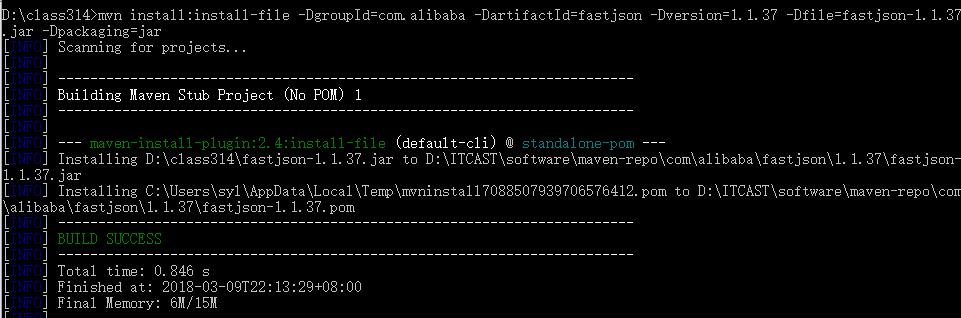 D:\class314>mvn install:install-file -DgroupId=com.alibaba -DartifactId=fastjson -Dversion=1.1.37 -Dfile=fastjson-1.1.37
.jar -Dpackaging=jar
[INFO] Scanning for projects...
[INFO]
[INFO] ------------------------------------------------------------------------
[INFO] Building Maven Stub Project (No POM) 1
[INFO] ------------------------------------------------------------------------
[INFO]
[INFO] --- maven-install-plugin:2.4:install-file (default-cli) @ standalone-pom ---
[INFO] Installing D:\class314\fastjson-1.1.37.jar to D:\ITCAST\software\maven-repo\com\alibaba\fastjson\1.1.37\fastjson-
1.1.37.jar
[INFO] Installing C:\Users\syl\AppData\Local\Temp\mvninstall708850793970657 6412.pom to D:\ITCAST\software\maven-repo\com
\alibaba\fastjson\1.1.37\fastjson-1.1.37.pom
[INFO] ------------------------------------------------------------------------
[INFO] BUILD SUCCESS
[INFO] ------------------------------------------------------------------------
[INFO] Total time: 0.846 s
[INFO] Finished at: 2018-03-09T22:13:29+08:00
[INFO] Final Memory: 6M/15M